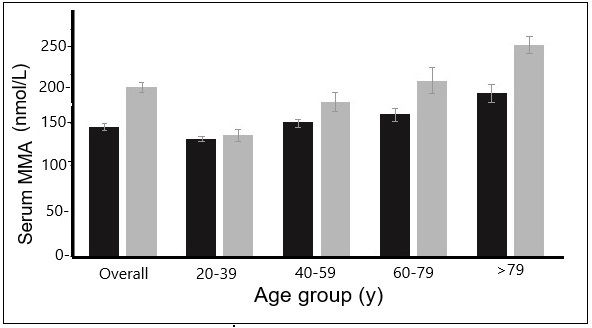 Serum MMA (nmol/L)
250-
200-
150-
100-
50-
0-
Overall 20-39 40-59 60-79 >79
Age group (y)